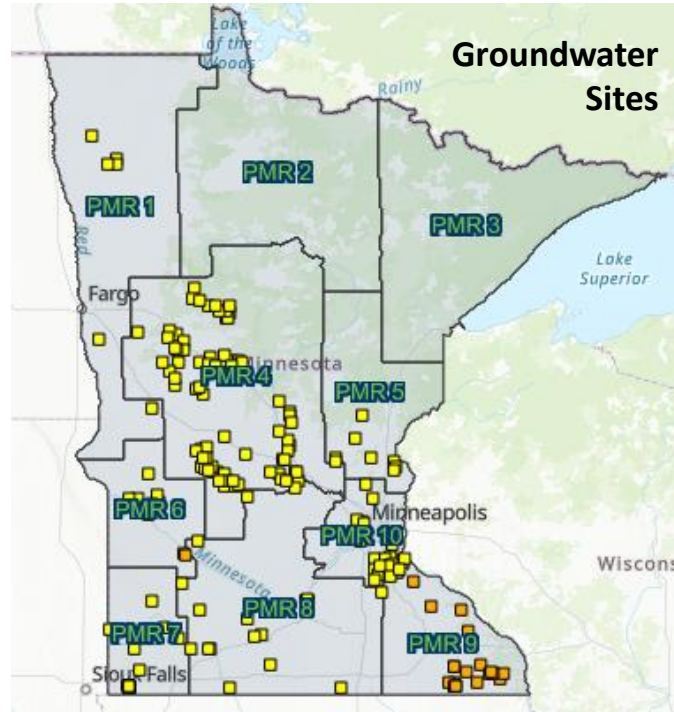 Groundwater
Sites
Lake
of the
Woods
Rainy
PMR 2
PMR 1
PMR 3
Red
Lake
Superior
Fargo
Minnesota
PMR 4
PMR 5
PMR 6
Minneapolis
PMR 10
Wiscons
Minnesota
PMR 8
PMR 7
PMR 9
Sioux Falls